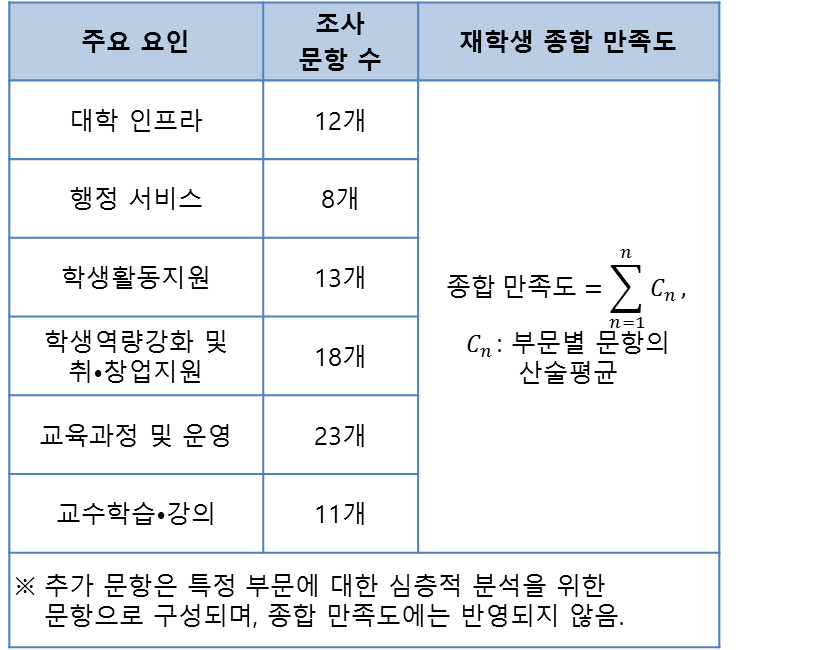 주요 요인
조사
문항 수
재학생 종합 만족도
대학 인프라
12개
행정 서비스
8개
학생활동지원
13개
학생역량강화 및
취•창업지원
18개
교육과정 및 운영
23개
교수학습•강의
11개
종합 만족도 = ∑_{n=1}^{n} C_n ,
C_n : 부문별 문항의
산술평균
※ 추가 문항은 특정 부문에 대한 심층적 분석을 위한
문항으로 구성되며, 종합 만족도에는 반영되지 않음.